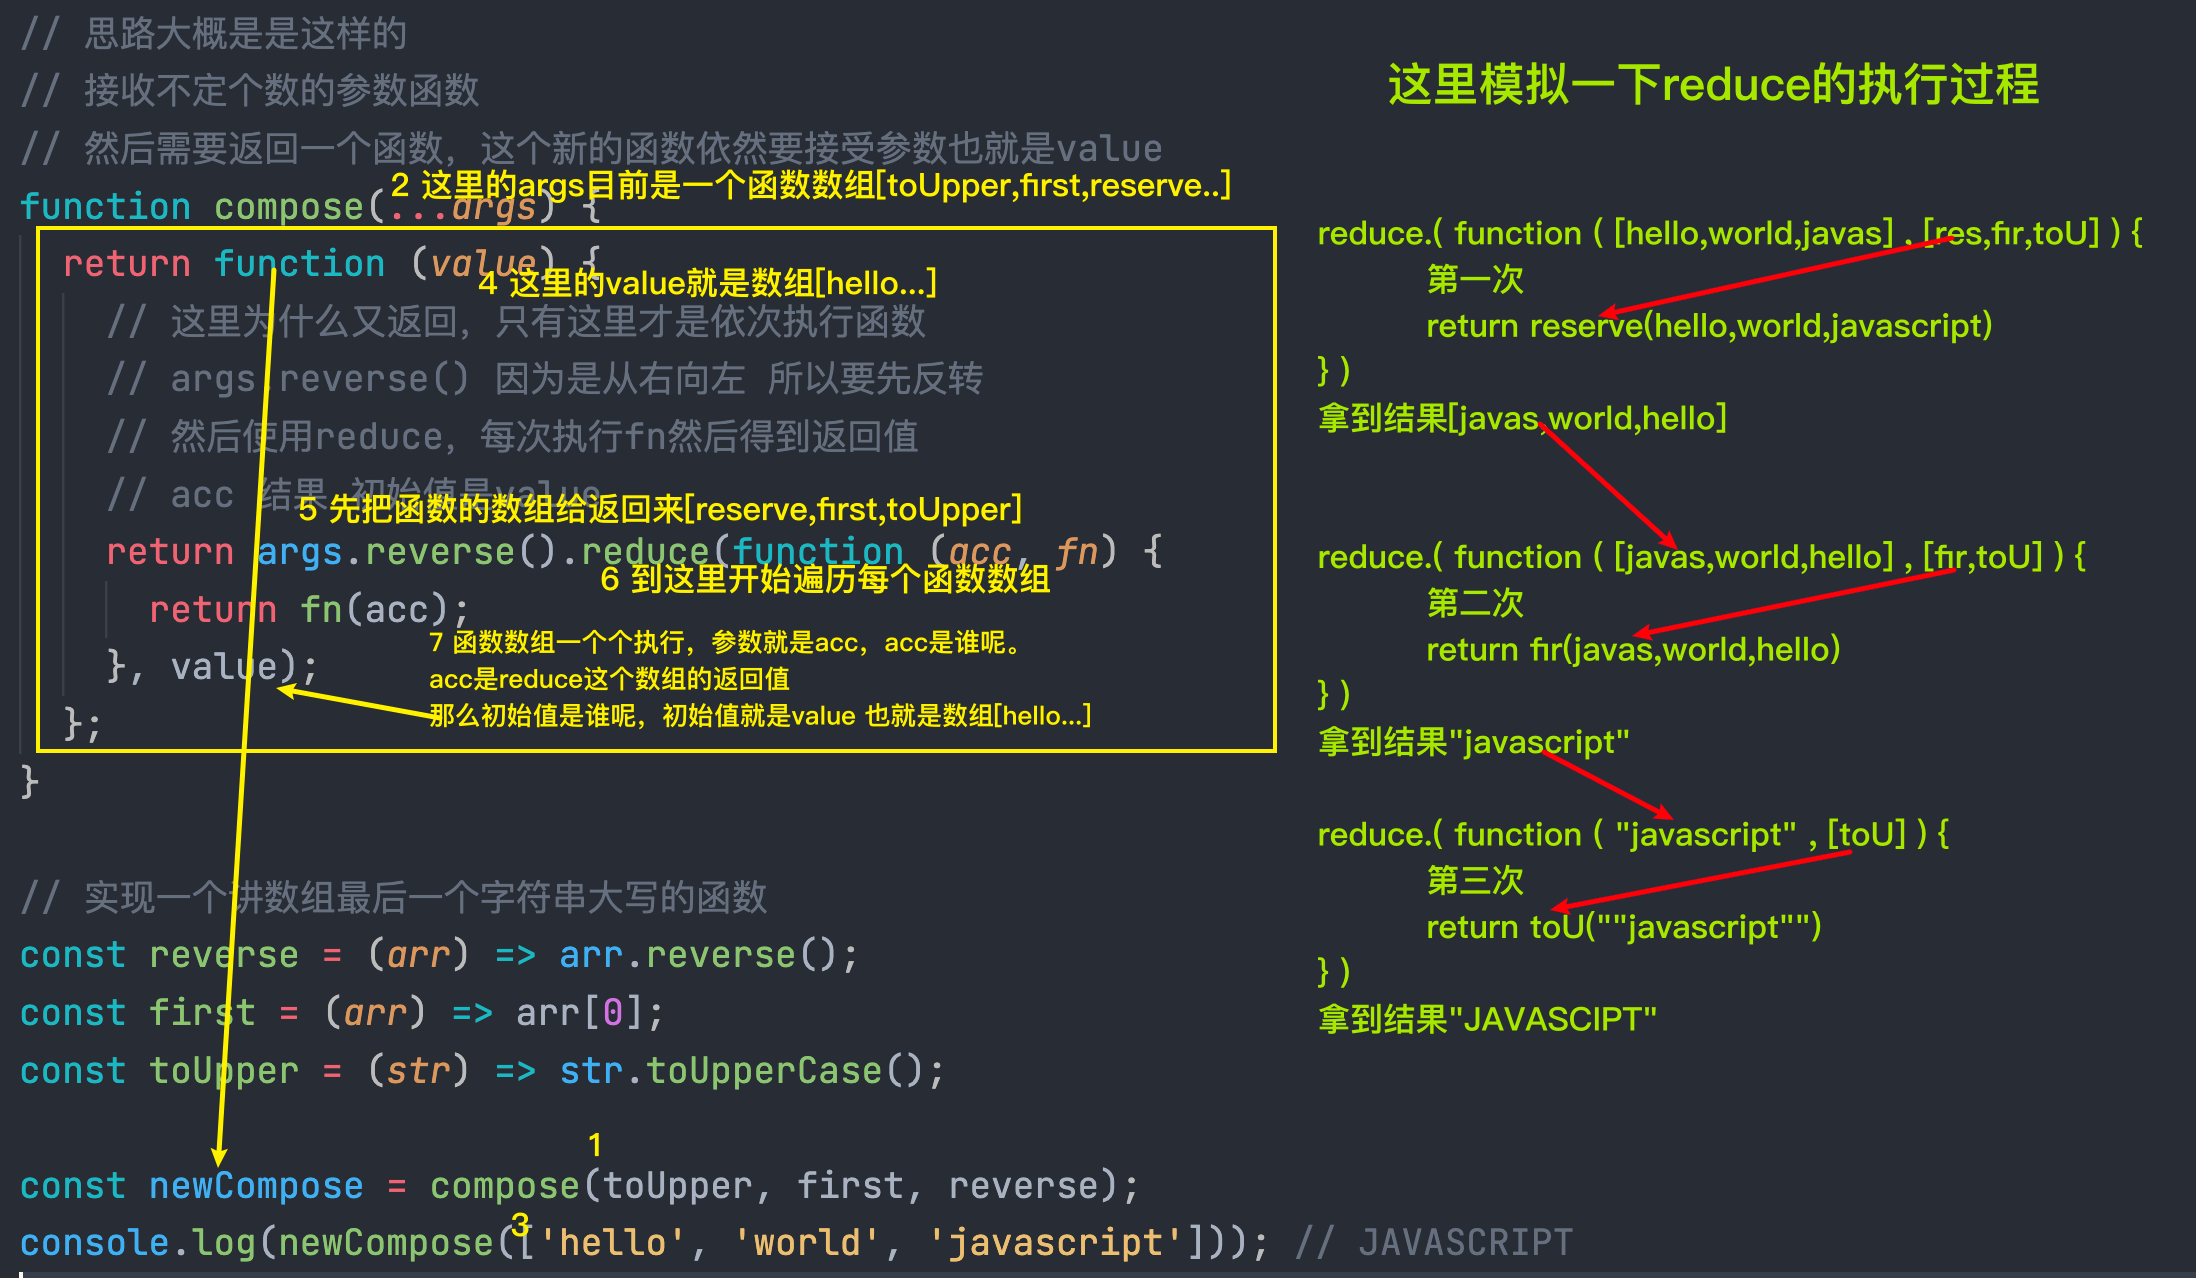 // 思路大概是是这样的
// 接收不定个数的参数函数
// 然后需要返回一个函数，这个新的函数依然要接受参数也就是value
2 这里的args目前是一个函数数组[toUpper,first,reserve..]
function compose(...args) {
return function (value) {
4 这里的value就是数组[hello...]
// 这里为什么又返回，只有这里才是依次执行函数
// args.reverse() 因为是从右向左 所以要先反转
// 然后使用reduce，每次执行fn然后得到返回值
// acc 结果 初始值是value
5 先把函数的数组给返回来[reserve,first,toUpper]
return args.reverse().reduce(function (acc, fn) {
6 到这里开始遍历每个函数数组
return fn(acc);
7 函数数组一个个执行，参数就是acc，acc是谁呢。
}, value);
acc是reduce这个数组的返回值
那么初始值是谁呢，初始值就是value 也就是数组[hello...]
};
}
// 实现一个讲数组最后一个字符串大写的函数
const reverse = (arr) => arr.reverse();
const first = (arr) => arr[0];
const toUpper = (str) => str.toUpperCase();
1
const newCompose = compose(toUpper, first, reverse);
3
console.log(newCompose(['hello', 'world', 'javascript'])); // JAVASCRIPT
这里模拟一下reduce的执行过程
reduce.( function ( [hello,world,javas] , [res,fir,toU] ) {
第一次
return reserve(hello,world,javascript)
} )
拿到结果[javas,world,hello]
reduce.( function ( [javas,world,hello] , [fir,toU] ) {
第二次
return fir(javas,world,hello)
} )
拿到结果"javascript"
reduce.( function ( "javascript" , [toU] ) {
第三次
return toU(""javascript"")
} )
拿到结果"JAVASCIPT"